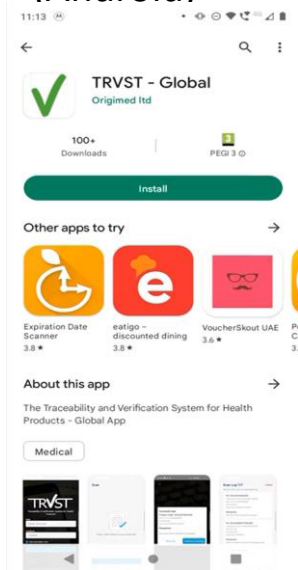 11:13
TRVST - Global
Origimed ltd
100+
Downloads
3
PEGI 3
Install
Other apps to try
Expiration Date
Scanner
3.8 ★
eatigo –
discounted dining
3.8 ★
VoucherSkout UAE
3.6 ★
About this app
The Traceability and Verification System for Health
Products - Global App
Medical
TRVST